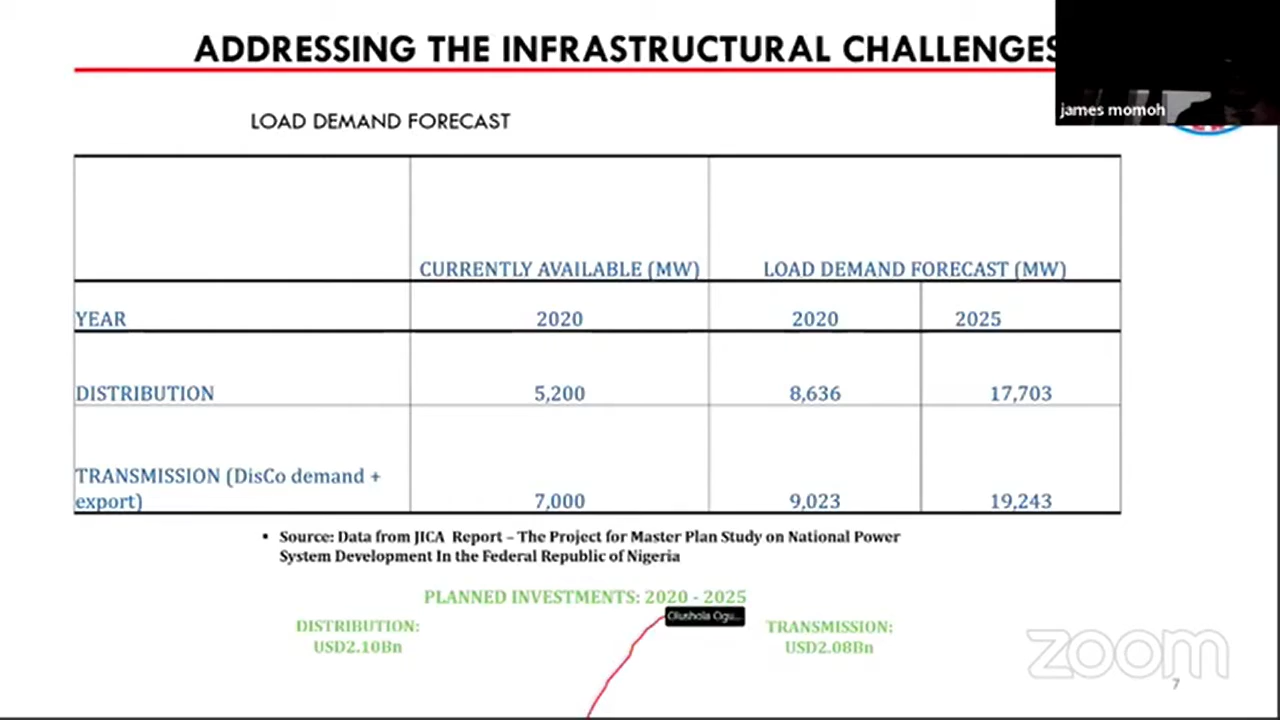 ADDRESSING THE INFRASTRUCTURAL CHALLENGES
james momoh
LOAD DEMAND FORECAST
CURRENTLY AVAILABLE (MW) LOAD DEMAND FORECAST (MW)
YEAR 2020 2020 2025
DISTRIBUTION 5,200 8,636 17,703
TRANSMISSION (DisCo demand +
export) 7,000 9,023 19,243
• Source: Data from JICA Report – The Project for Master Plan Study on National Power
System Development In the Federal Republic of Nigeria
PLANNED INVESTMENTS: 2020 - 2025
Olushola Ogu...
DISTRIBUTION: TRANSMISSION:
USD2.10Bn USD2.08Bn
zoom
7